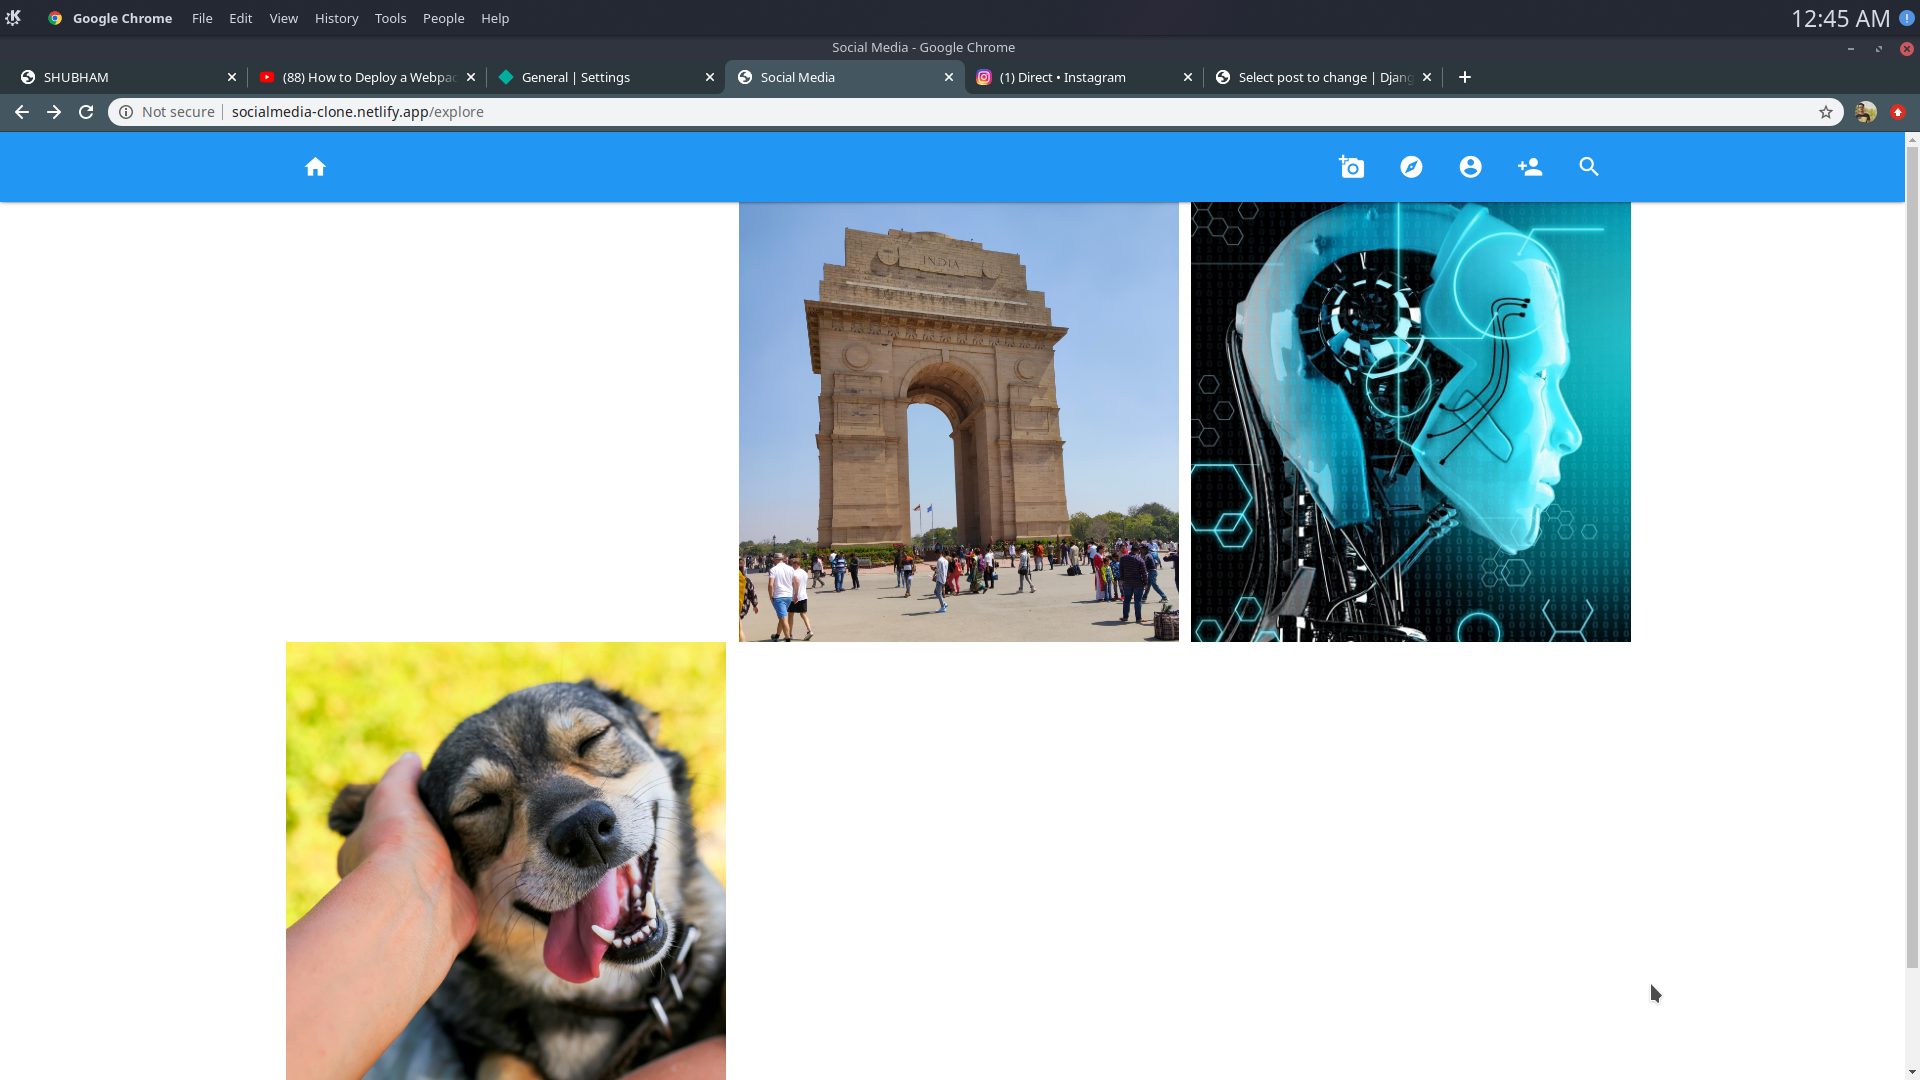 Google Chrome File Edit View History Tools People Help 12:45 AM
Social Media - Google Chrome
SHUBHAM (88) How to Deploy a Webpac General | Settings Social Media (1) Direct • Instagram Select post to change | Djang
Not secure socialmedia-clone.netlify.app/explore
INDIA